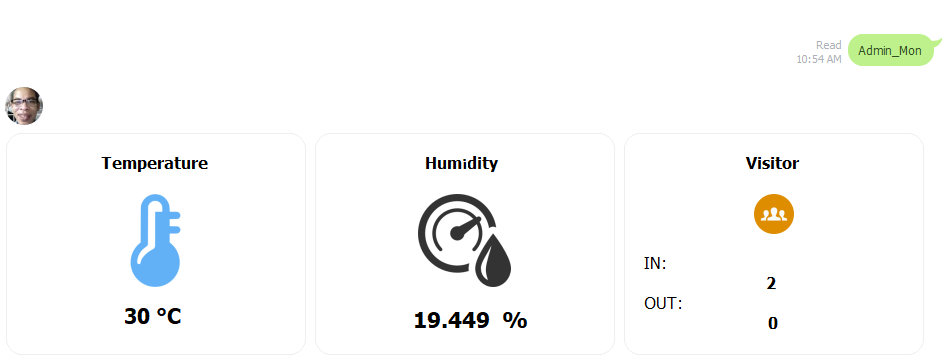 Read
10:54 AM
Admin_Mon
Temperature
30 °C
Humidity
19.449 %
Visitor
IN:
2
OUT:
0